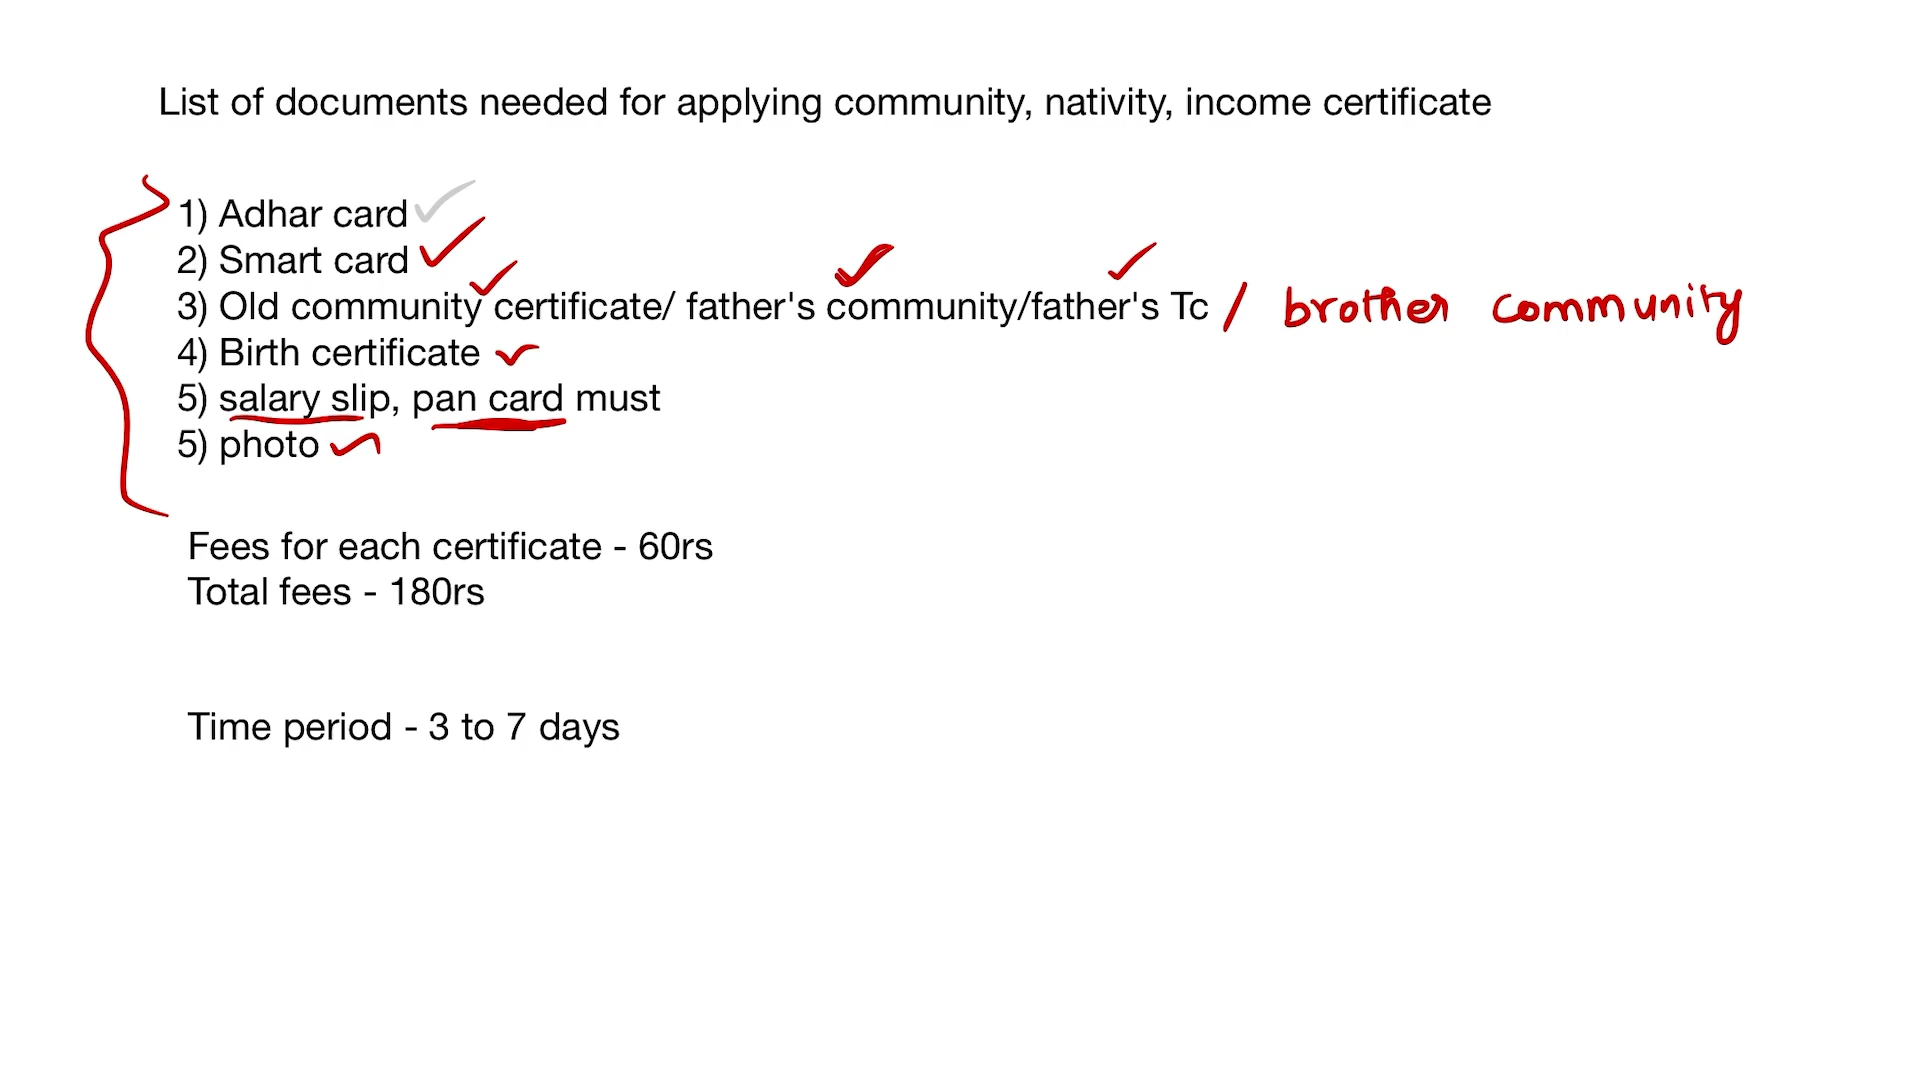 List of documents needed for applying community, nativity, income certificate
1) Adhar card
2) Smart card
3) Old community certificate/ father's community/father's Tc / brother community
4) Birth certificate
5) salary slip, pan card must
5) photo
Fees for each certificate - 60rs
Total fees - 180rs
Time period - 3 to 7 days